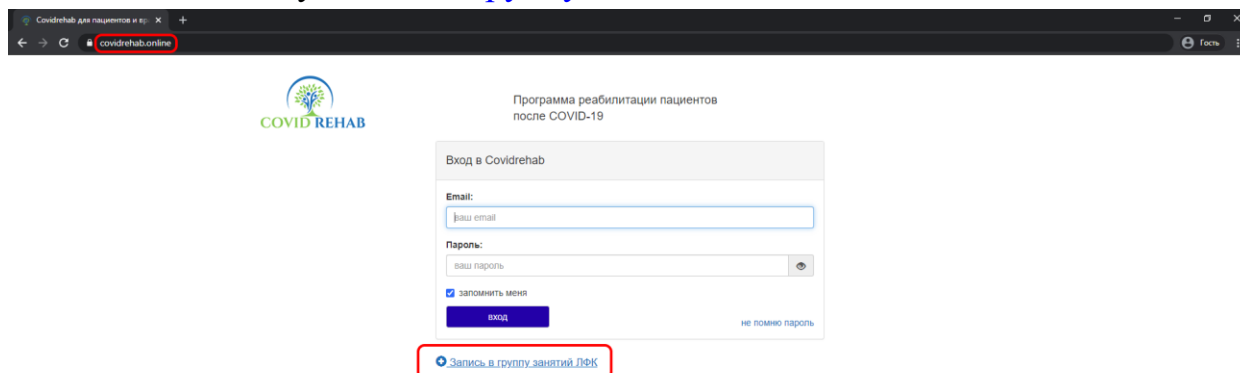 Covidrehab для пациентов и вр
covidrehab.online
Гость
COVID REHAB
Программа реабилитации пациентов
после COVID-19
Вход в Covidrehab
Email:
ваш email
Пароль:
ваш пароль
запомнить меня
вход
не помню пароль
Запись в группу занятий ЛФК